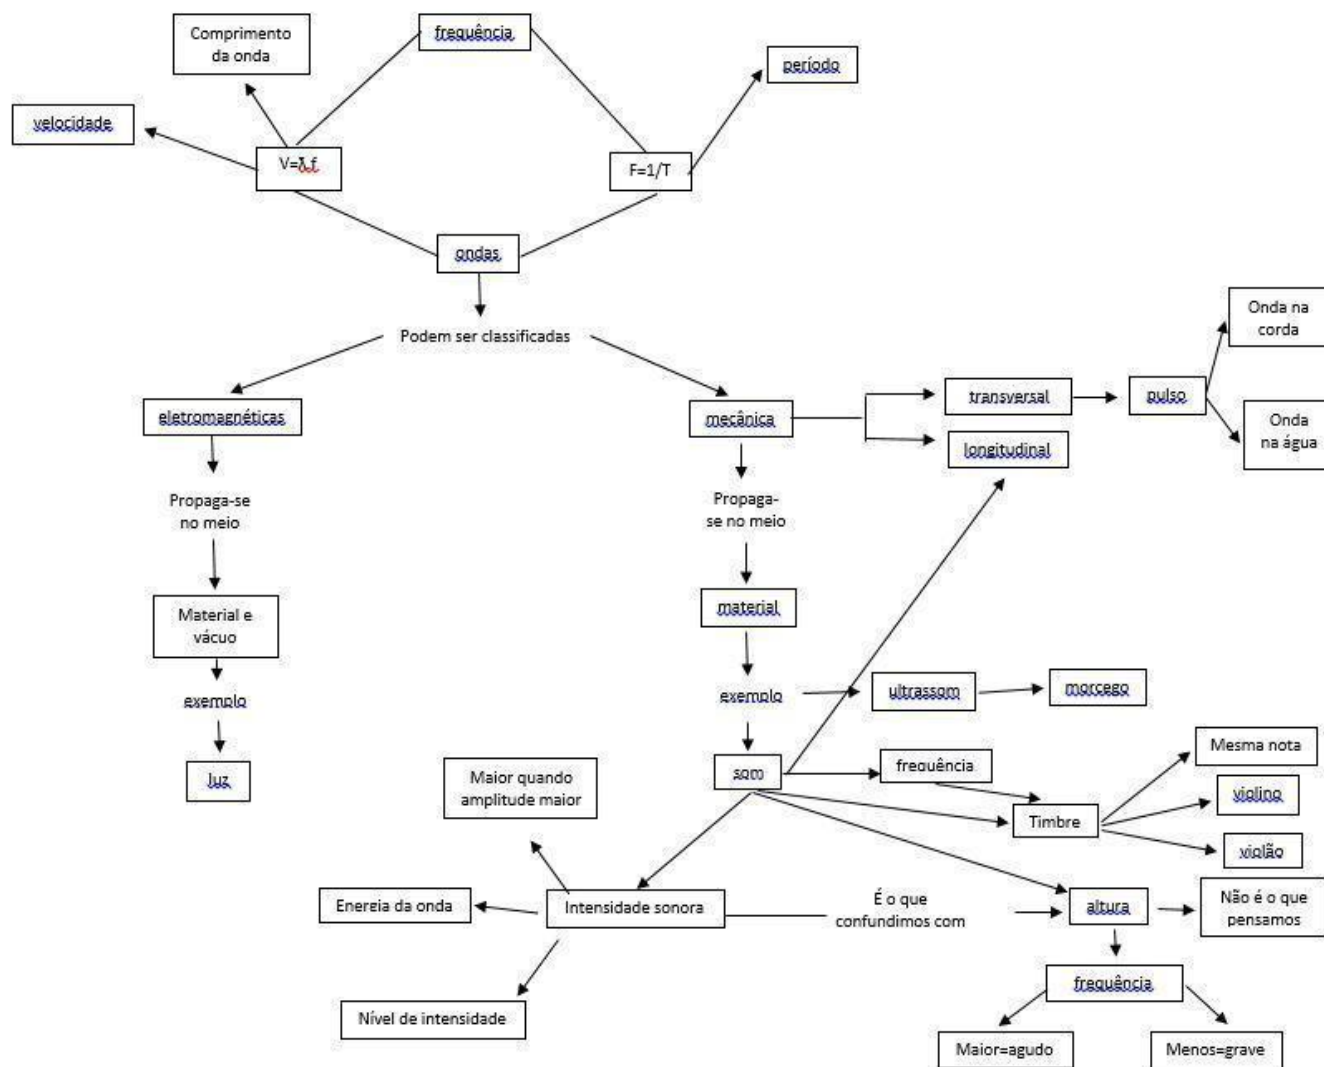 Comprimento
da onda
frequência
período
velocidade
V=λ.f
F=1/T
ondas
Podem ser classificadas
Onda na
corda
eletromagnéticas
mecânica
transversal
pulso
longitudinal
Onda
na água
Propaga-se
no meio
Propaga-
se no meio
Material e
vácuo
material
exemplo
exemplo
ultrassom
morcego
luz
som
frequência
Mesma nota
Maior quando
amplitude maior
Timbre
violino
violão
Energia da onda
Intensidade sonora
É o que
confundimos com
altura
Não é o que
pensamos
frequência
Nível de intensidade
Maior=agudo
Menos=grave